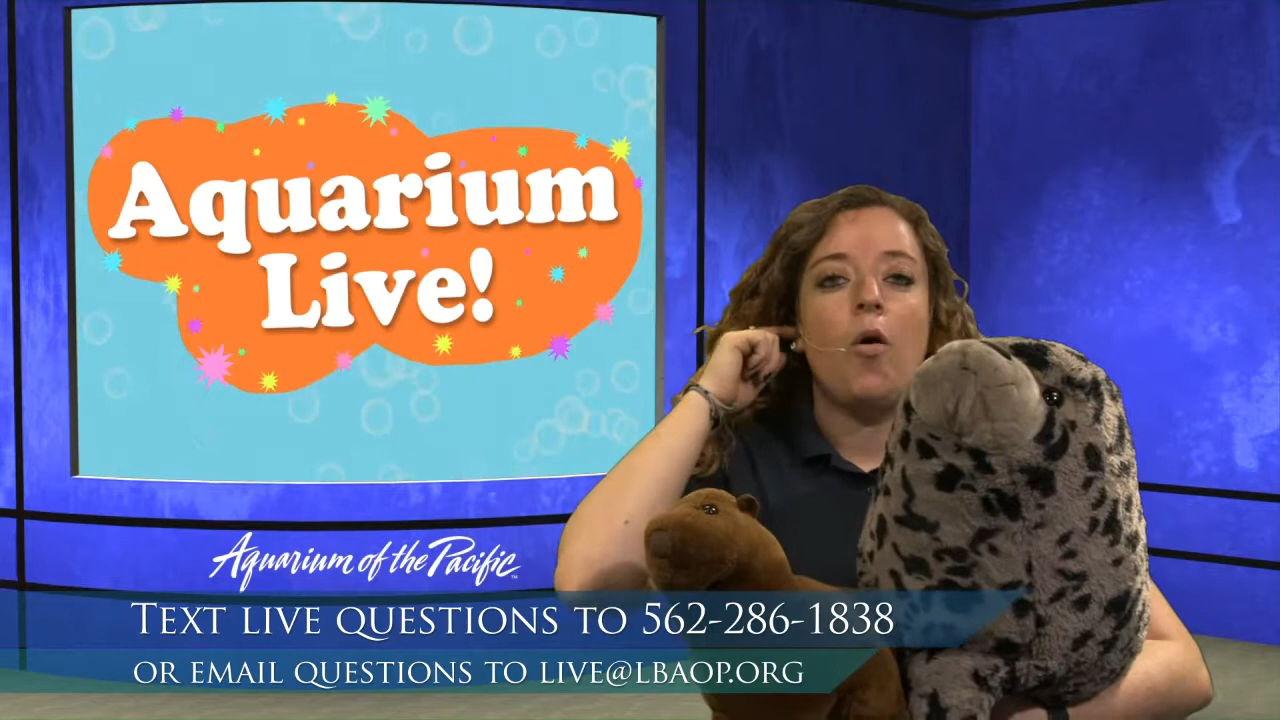 Aquarium
Live!
Aquarium of the Pacific™
TEXT LIVE QUESTIONS TO 562-286-1838
OR EMAIL QUESTIONS TO LIVE@LBAOP.ORG